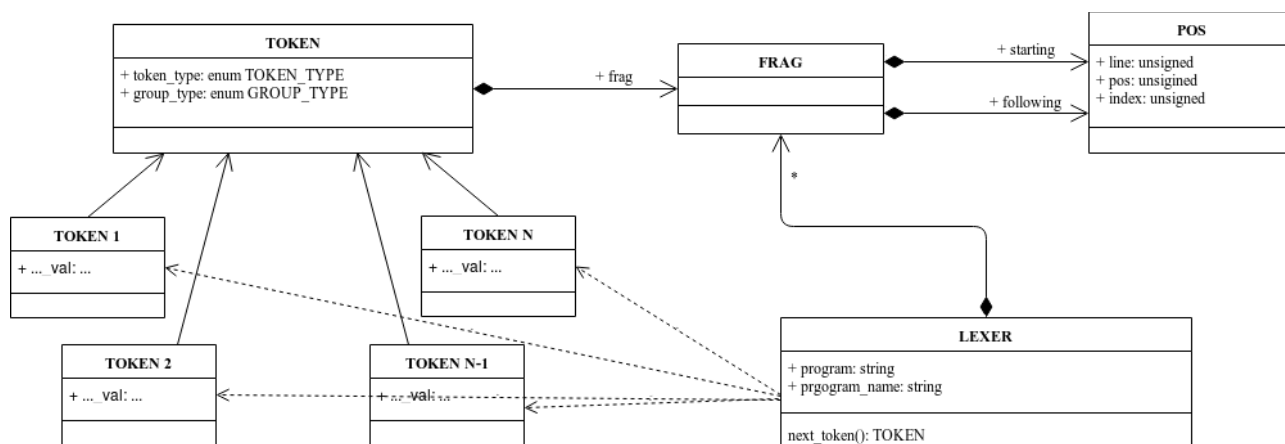 TOKEN
+ token_type: enum TOKEN_TYPE
+ group_type: enum GROUP_TYPE
+ frag
FRAG
+ starting
+ following
POS
+ line: unsigned
+ pos: unsigined
+ index: unsigned
*
TOKEN 1
+ ..._val: ...
TOKEN N
+ ..._val: ...
TOKEN 2
+ ..._val: ...
TOKEN N-1
+ ..._val: ...
LEXER
+ program: string
+ prgogram_name: string
next_token(): TOKEN